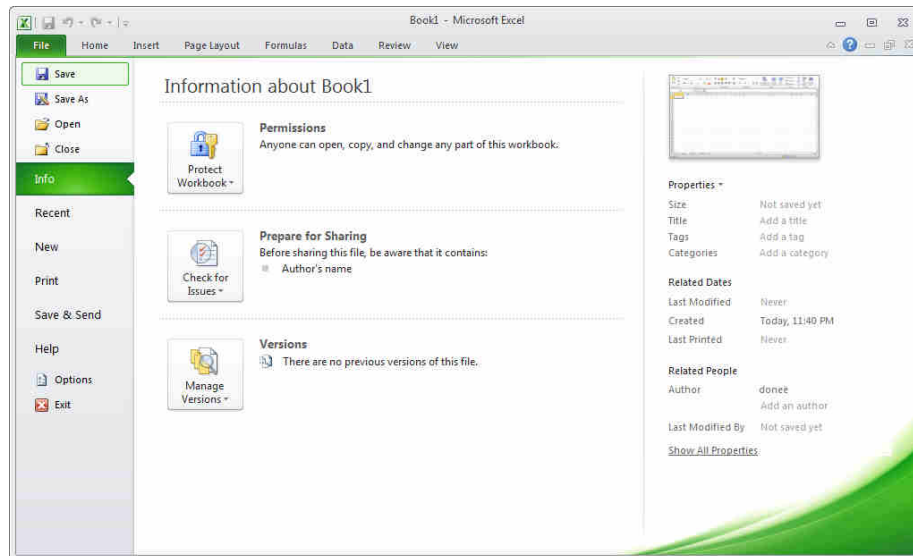 Book1 - Microsoft Excel
File Home Insert Page Layout Formulas Data Review View
Save
Save As
Open
Close
Info
Recent
New
Print
Save & Send
Help
Options
Exit
Information about Book1
Protect
Workbook
Permissions
Anyone can open, copy, and change any part of this workbook.
Check for
Issues
Prepare for Sharing
Before sharing this file, be aware that it contains:
Author's name
Manage
Versions
Versions
There are no previous versions of this file.
Properties
Size Not saved yet
Title Add a title
Tags Add a tag
Categories Add a category
Related Dates
Last Modified Never
Created Today, 11:40 PM
Last Printed Never
Related People
Author donee
Add an author
Last Modified By Not saved yet
Show All Properties